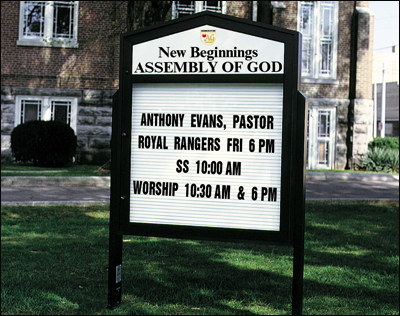 New Beginnings
ASSEMBLY OF GOD
ANTHONY EVANS, PASTOR
ROYAL RANGERS FRI 6 PM
SS 10:00 AM
WORSHIP 10:30 AM & 6 PM